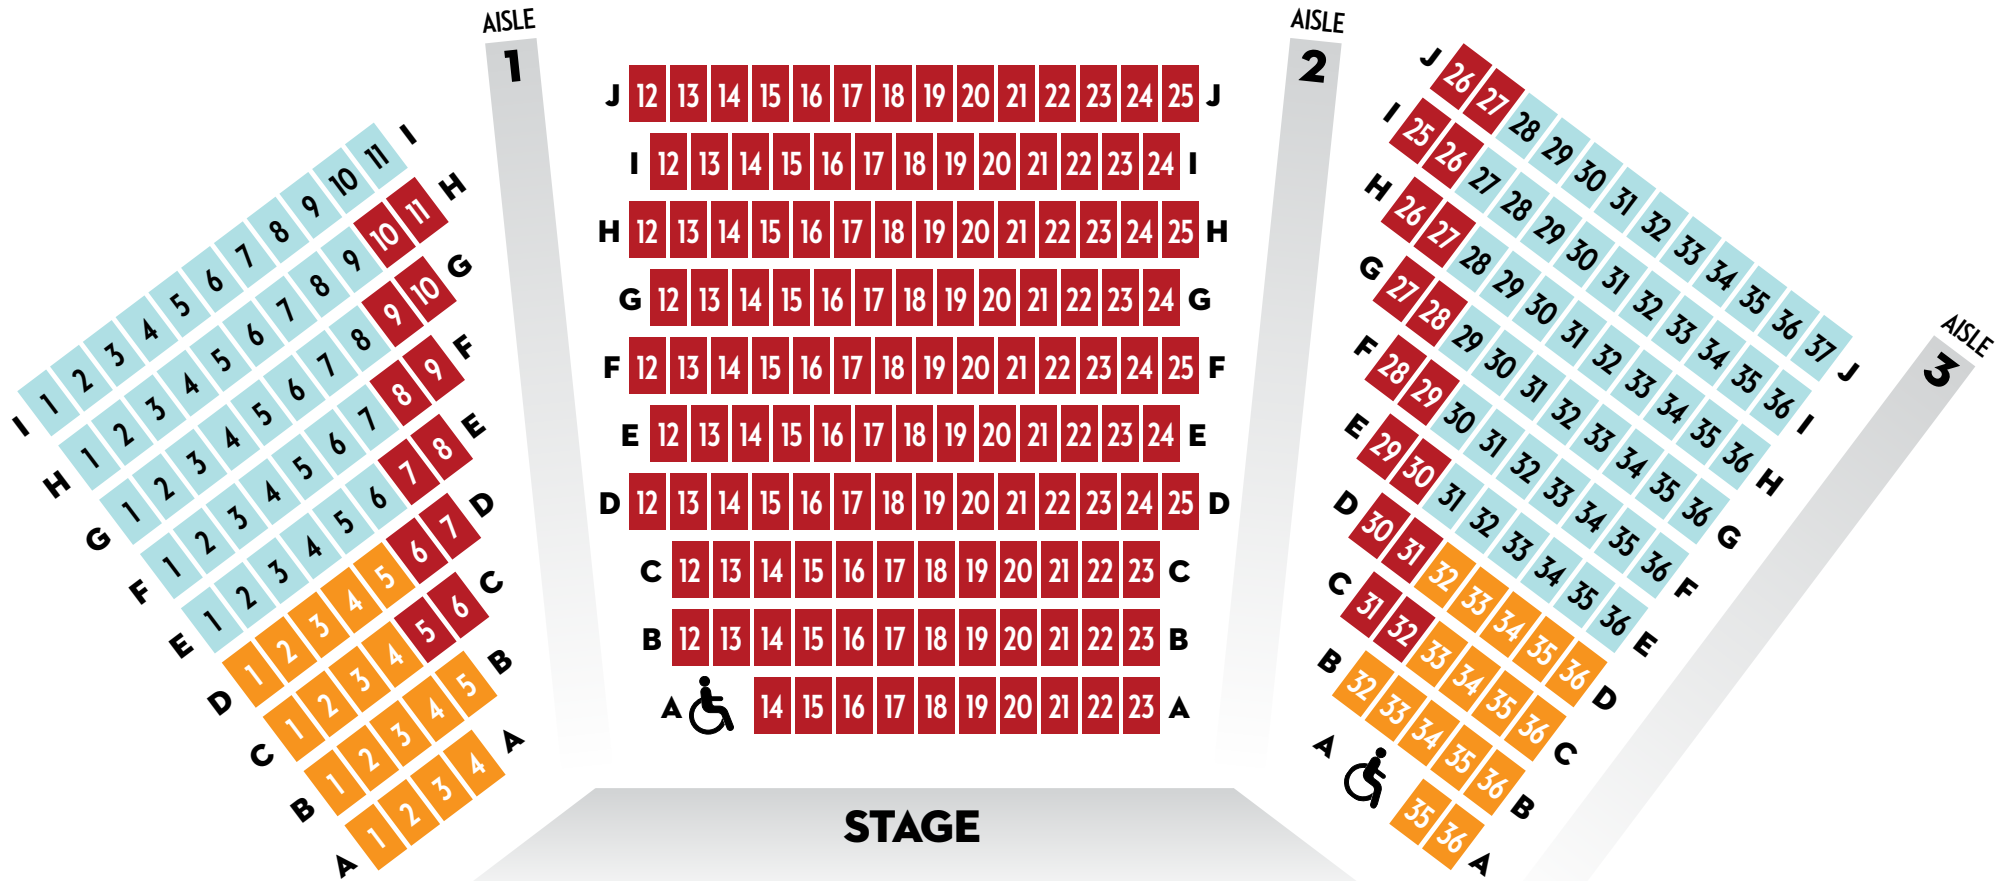 AISLE
1
AISLE
2
AISLE
3
I 1 2 3 4 5 6 7 8 9 10 11 I
H 1 2 3 4 5 6 7 8 9 10 11 H
G 1 2 3 4 5 6 7 8 9 10 G
F 1 2 3 4 5 6 7 8 9 F
E 1 2 3 4 5 6 7 8 E
D 1 2 3 4 5 6 7 D
C 1 2 3 4 5 6 C
B 1 2 3 4 5 B
A 1 2 3 4 A
J 12 13 14 15 16 17 18 19 20 21 22 23 24 25 J
I 12 13 14 15 16 17 18 19 20 21 22 23 24 I
H 12 13 14 15 16 17 18 19 20 21 22 23 24 25 H
G 12 13 14 15 16 17 18 19 20 21 22 23 24 G
F 12 13 14 15 16 17 18 19 20 21 22 23 24 25 F
E 12 13 14 15 16 17 18 19 20 21 22 23 24 E
D 12 13 14 15 16 17 18 19 20 21 22 23 24 25 D
C 12 13 14 15 16 17 18 19 20 21 22 23 C
B 12 13 14 15 16 17 18 19 20 21 22 23 B
A 14 15 16 17 18 19 20 21 22 23 A
J 26 27 28 29 30 31 32 33 34 35 36 37 J
I 25 26 27 28 29 30 31 32 33 34 35 36 I
H 26 27 28 29 30 31 32 33 34 35 36 H
G 27 28 29 30 31 32 33 34 35 36 G
F 28 29 30 31 32 33 34 35 36 F
E 29 30 31 32 33 34 35 36 E
D 30 31 32 33 34 35 36 D
C 31 32 33 34 35 36 C
B 32 33 34 35 36 B
A 35 36 A
STAGE